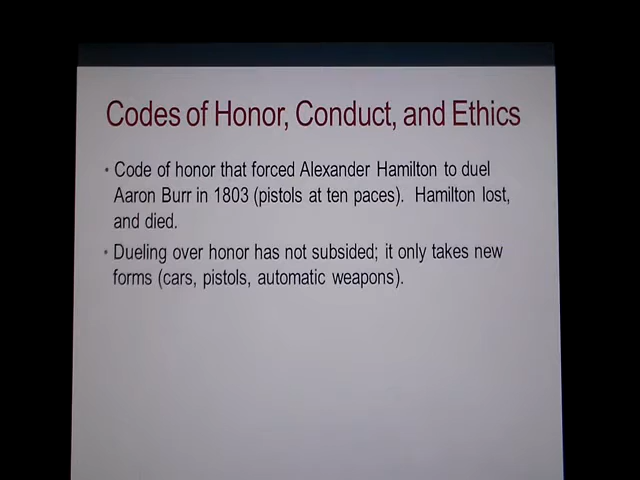 Codes of Honor, Conduct, and Ethics
• Code of honor that forced Alexander Hamilton to duel
Aaron Burr in 1803 (pistols at ten paces). Hamilton lost,
and died.
• Dueling over honor has not subsided; it only takes new
forms (cars, pistols, automatic weapons).